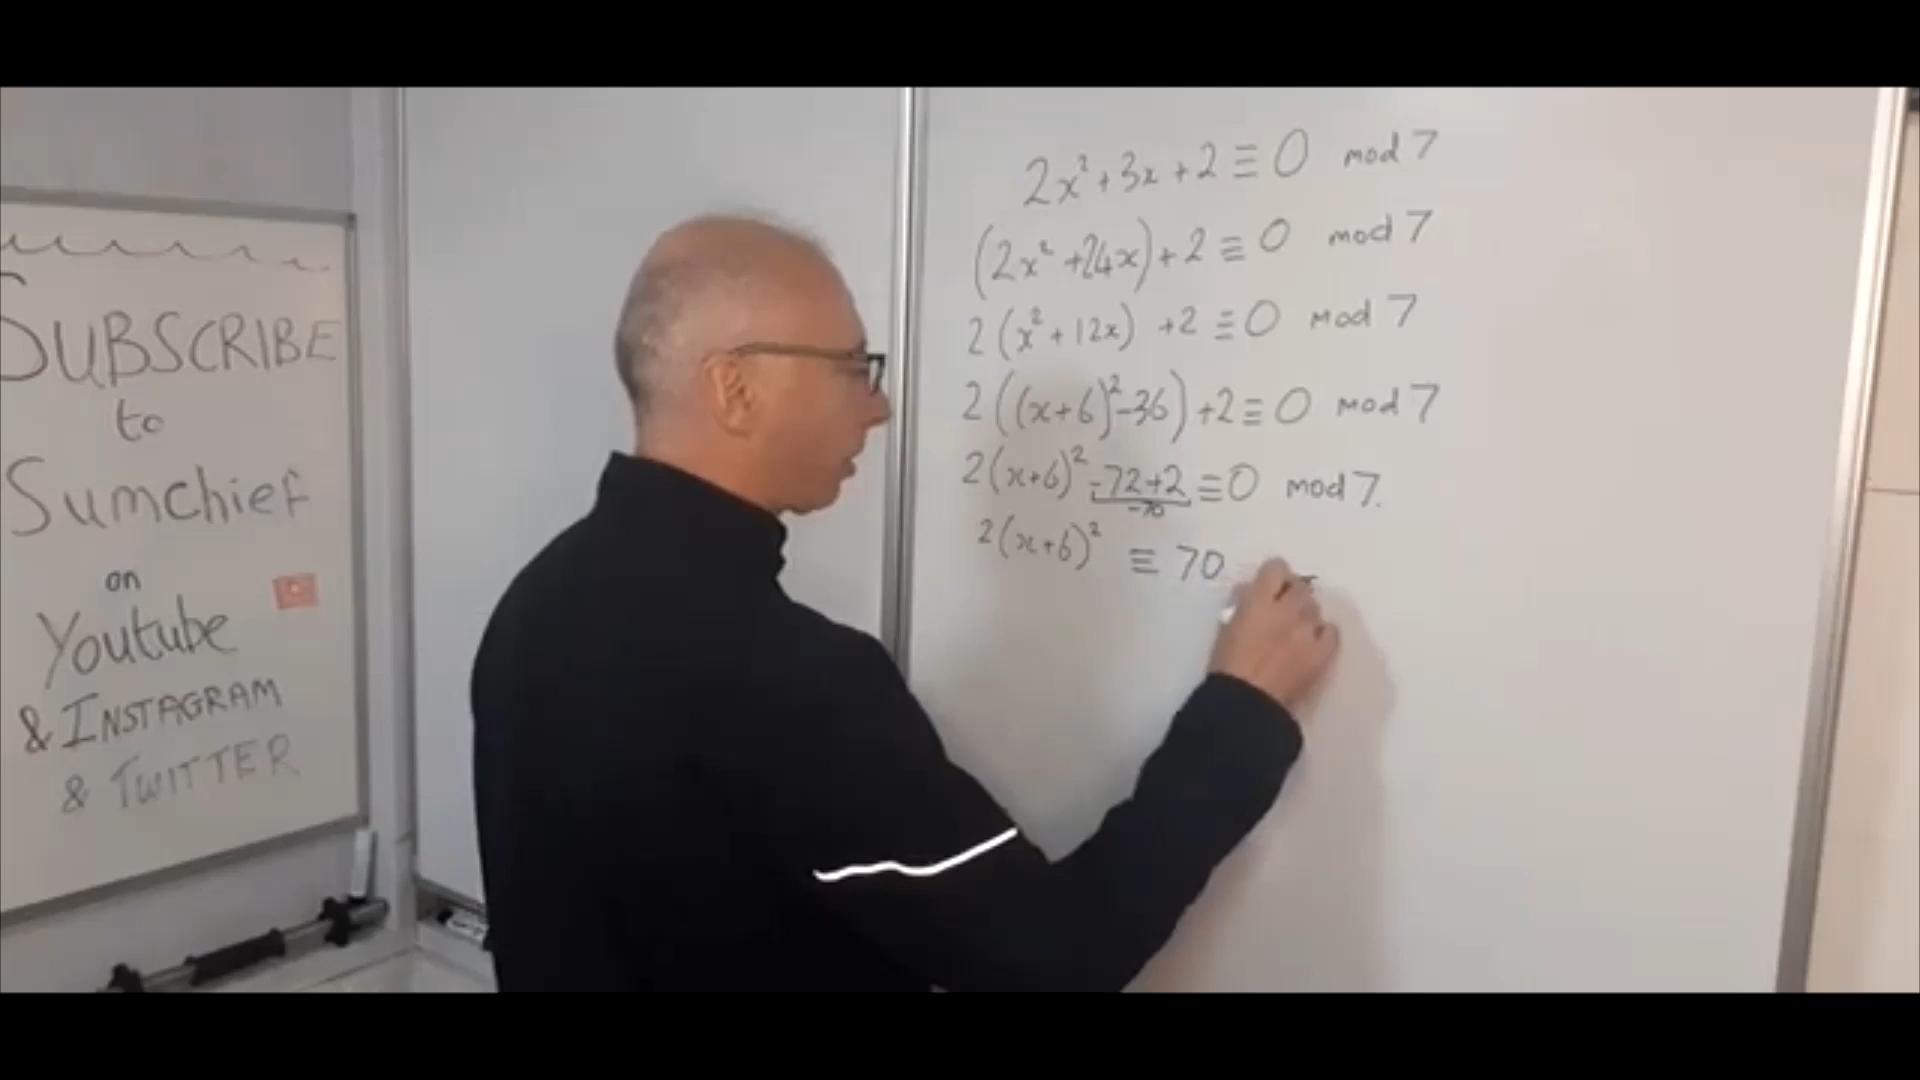 SUBSCRIBE
to
Sumchief
on
Youtube
& INSTAGRAM
& TWITTER
2x² + 3x + 2 ≡ 0 mod 7
(2x² + 24x) + 2 ≡ 0 mod 7
2(x² + 12x) + 2 ≡ 0 mod 7
2((x+6)² - 36) + 2 ≡ 0 mod 7
2(x+6)² - 72 + 2 ≡ 0 mod 7.
-70
2(x+6)² ≡ 70